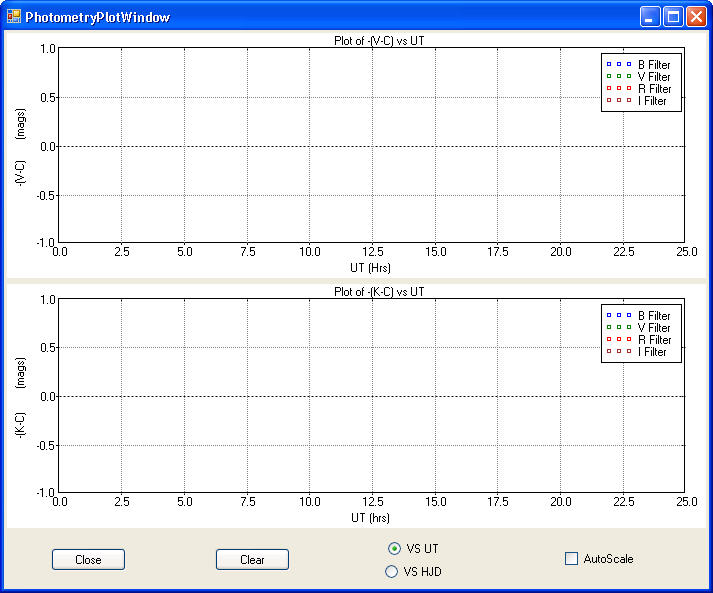 PhotometryPlotWindow
Plot of -(V-C) vs UT
1.0
0.5
0.0
-0.5
-1.0
-(V-C) (mags)
B Filter
V Filter
R Filter
I Filter
0.0 2.5 5.0 7.5 10.0 12.5 15.0 17.5 20.0 22.5 25.0
UT (Hrs)
Plot of -(K-C) vs UT
1.0
0.5
0.0
-0.5
-1.0
-(K-C) (mags)
B Filter
V Filter
R Filter
I Filter
0.0 2.5 5.0 7.5 10.0 12.5 15.0 17.5 20.0 22.5 25.0
UT (hrs)
Close
Clear
VS UT
VS HJD
AutoScale